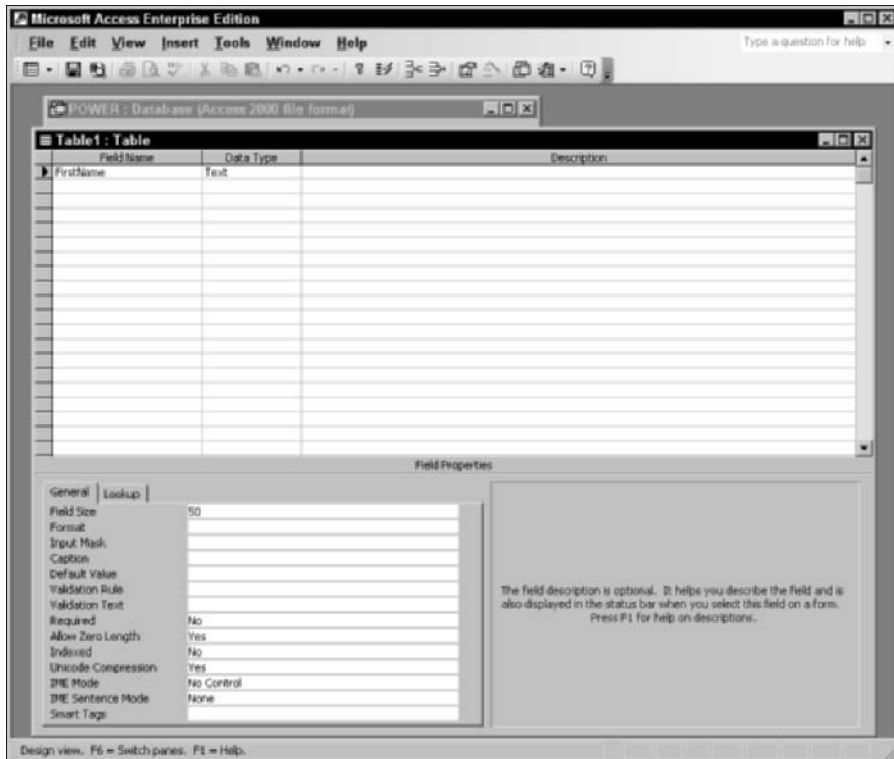 Microsoft Access Enterprise Edition
File Edit View Insert Tools Window Help
Type a question for help
POWER : Database (Access 2000 file format)
Table1 : Table
Field Name Data Type Description
FirstName Text
Field Properties
General Lookup
Field Size 50
Format
Input Mask
Caption
Default Value
Validation Rule
Validation Text
Required No
Allow Zero Length Yes
Indexed No
Unicode Compression Yes
IME Mode No Control
IME Sentence Mode None
Smart Tags
The field description is optional. It helps you describe the field and is
also displayed in the status bar when you select this field on a form.
Press F1 for help on descriptions.
Design view. F6 = Switch panes. F1 = Help.